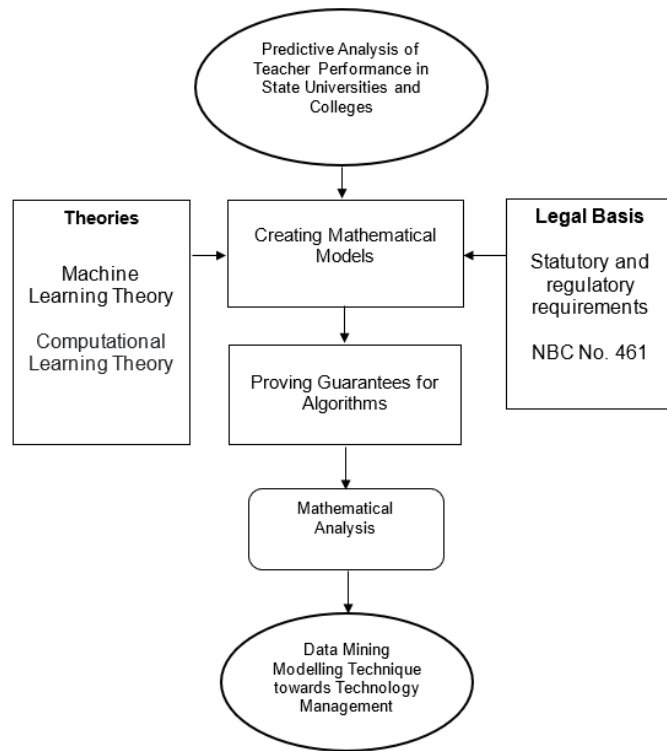 Predictive Analysis of
Teacher Performance in
State Universities and
Colleges
Theories
Machine
Learning Theory
Computational
Learning Theory
Creating Mathematical
Models
Legal Basis
Statutory and
regulatory
requirements
NBC No. 461
Proving Guarantees for
Algorithms
Mathematical
Analysis
Data Mining
Modelling Technique
towards Technology
Management